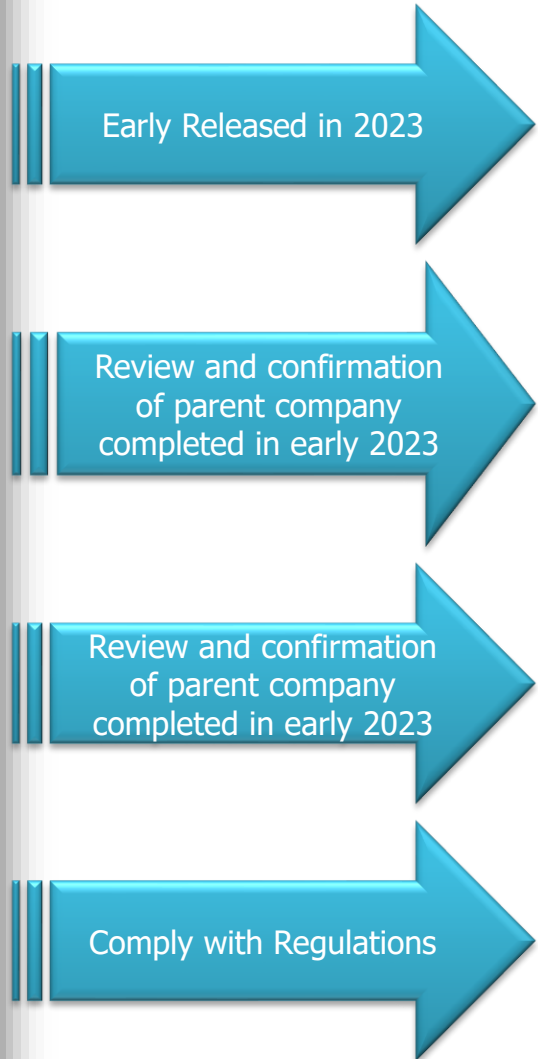 Early Released in 2023
Review and confirmation
of parent company
completed in early 2023
Review and confirmation
of parent company
completed in early 2023
Comply with Regulations